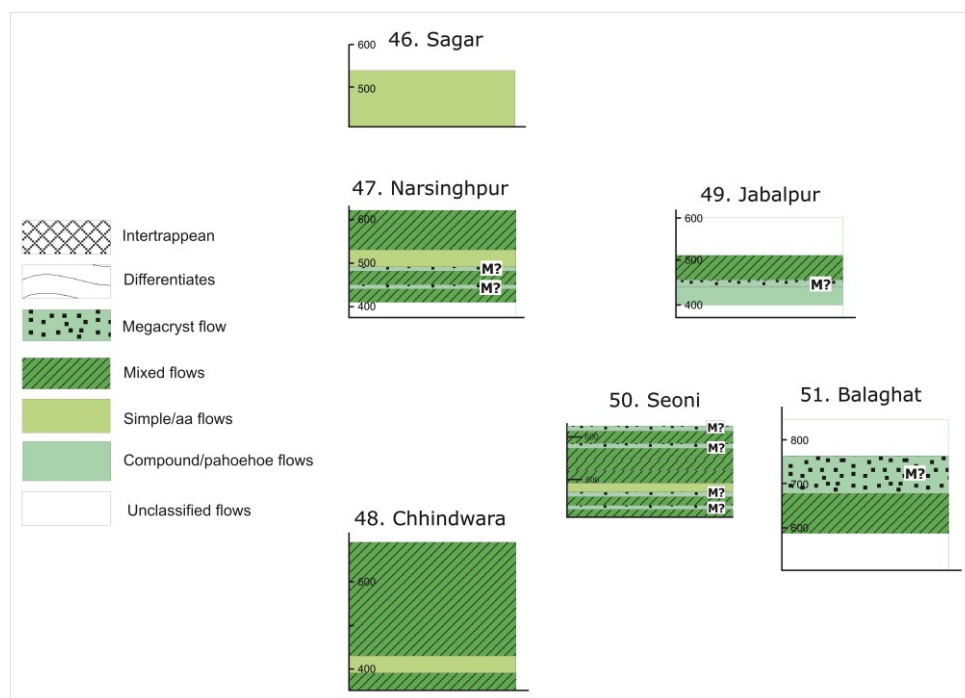 46. Sagar
600
500
47. Narsinghpur
600
500
M?
M?
400
49. Jabalpur
600
500
M?
400
Intertrappean
Differentiates
Megacryst flow
Mixed flows
Simple/aa flows
Compound/pahoehoe flows
Unclassified flows
50. Seoni
M?
M?
M?
M?
51. Balaghat
800
M?
700
600
48. Chhindwara
600
400